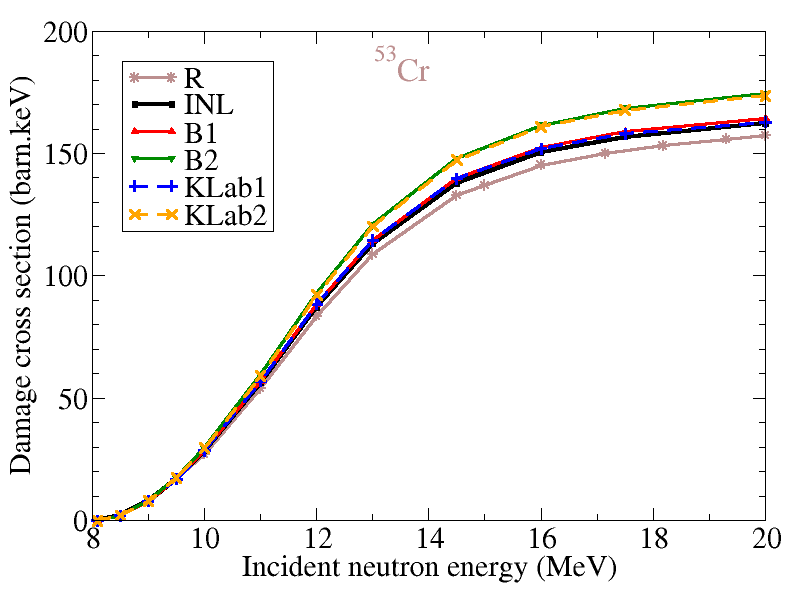 200
150
100
50
0
Damage cross section (barn.keV)
53Cr
R
INL
B1
B2
KLab1
KLab2
8 10 12 14 16 18 20
Incident neutron energy (MeV)